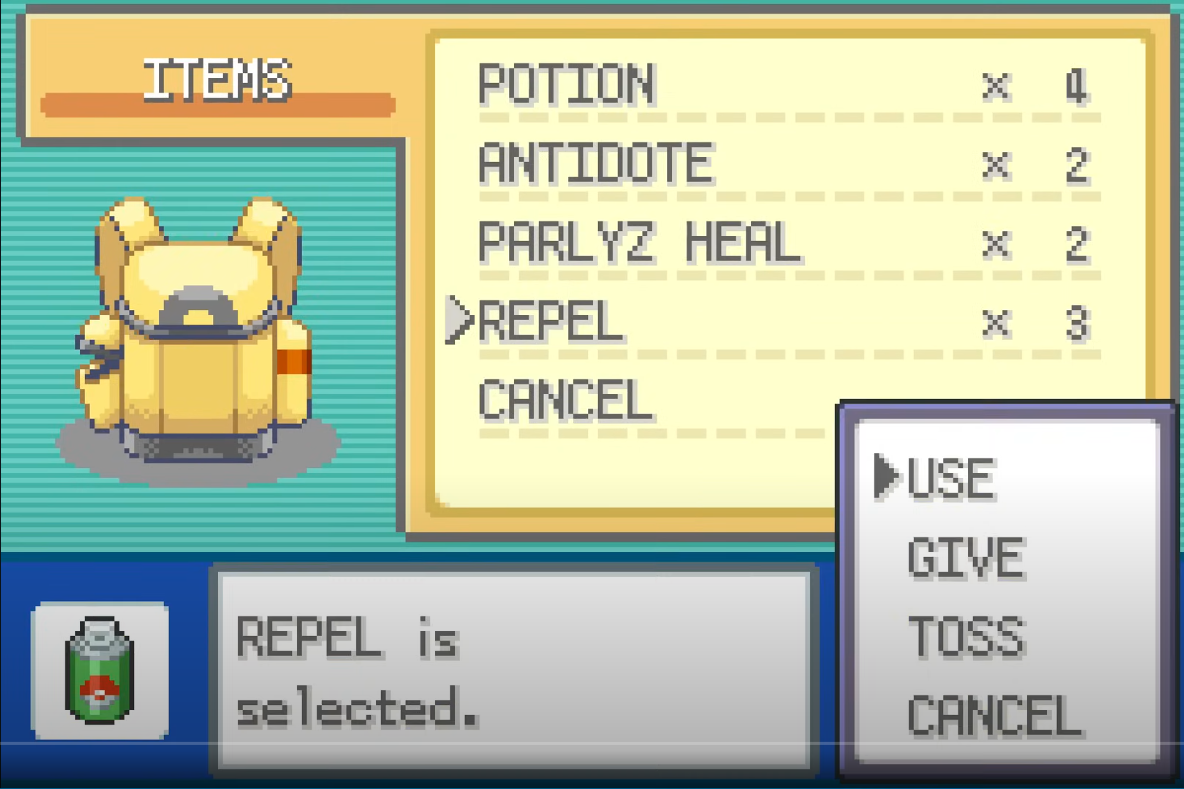 ITEMS
POTION × 4
ANTIDOTE × 2
PARLYZ HEAL × 2
REPEL × 3
CANCEL
USE
GIVE
TOSS
CANCEL
REPEL is
selected.